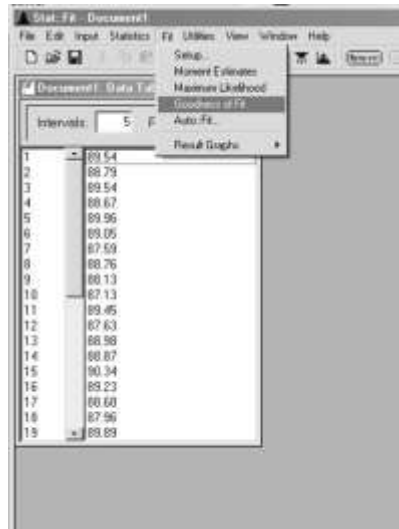 Stat::Fit - Document1
File Edit Input Statistics Fit Utilities View Window Help
Setup...
Moment Estimates
Maximum Likelihood
Goodness of Fit
Auto::Fit...
Result Graphs
Document1: Data Ta
Intervals: 5
1 89.54
2 88.79
3 89.54
4 88.67
5 89.96
6 89.05
7 87.59
8 88.76
9 88.13
10 87.13
11 89.45
12 87.63
13 88.98
14 88.87
15 90.34
16 89.23
17 88.68
18 87.96
19 89.89